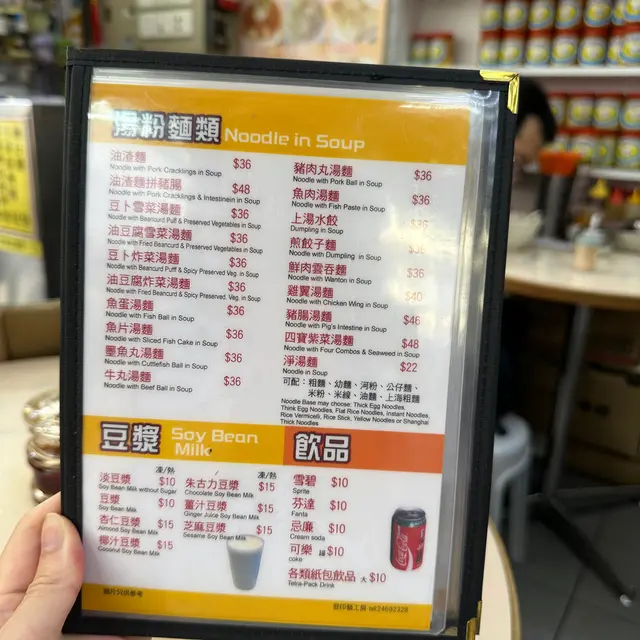 湯粉麵類 Noodle in Soup
油渣麵 $36
Noodle with Pork Cracklings in Soup
油渣麵拼豬腸 $48
Noodle with Pork Cracklings & Intestinein in Soup
豆卜雪菜湯麵 $36
Noodle with Beancurd Puff & Preserved Vegetables in Soup
油豆腐雪菜湯麵 $36
Noodle with Fried Beancurd & Preserved Vegetables in Soup
豆卜炸菜湯麵 $36
Noodle with Beancurd Puff & Spicy Preserved Veg. in Soup
油豆腐炸菜湯麵 $36
Noodle with Fried Beancurd & Spicy Preserved. Veg. in Soup
魚蛋湯麵 $36
Noodle with Fish Ball in Soup
魚片湯麵 $36
Noodle with Sliced Fish Cake in Soup
墨魚丸湯麵 $36
Noodle with Cuttlefish Ball in Soup
牛丸湯麵 $36
Noodle with Beef Ball in Soup
豬肉丸湯麵 $36
Noodle with Pork Ball in Soup
魚肉湯麵 $36
Noodle with Fish Paste in Soup
上湯水餃 $36
Dumpling in Soup
煎餃子麵
Noodle with Dumpling in Soup
鮮肉雲吞麵 $36
Noodle with Wanton in Soup
雞翼湯麵 $40
Noodle with Chicken Wing in Soup
豬腸湯麵 $46
Noodle with Pig's Intestine in Soup
四寶紫菜湯麵 $48
Noodle with Four Combos & Seaweed in Soup
淨湯麵 $22
Noodle in Soup
可配：粗麵、幼麵、河粉、公仔麵、
米粉、米線、油麵、上海粗麵
Noodle Base may choose: Thick Egg Noodles,
Thick Egg Noodles, Flat Rice Noodles, Instant Noodles,
Rice Vermicelli, Rice Stick, Yellow Noodles or Shanghai
Thick Noodles
豆漿 Soy Bean
Milk
凍/熱
淡豆漿 $10
Soy Bean Milk without Sugar
豆漿 $10
Soy Bean Milk
杏仁豆漿 $15
Almond Soy Bean Milk
椰汁豆漿 $15
Coconut Soy Bean Milk
凍/熱
朱古力豆漿 $15
Chocolate Soy Bean Milk
薑汁豆漿 $15
Ginger Juice Soy Bean Milk
芝麻豆漿 $15
Sesame Soy Bean Milk
圖片只供參考
飲品
雪碧 $10
Sprite
芬達 $10
Fanta
忌廉 $10
Cream soda
可樂 罐 $10
Coke
各類紙包飲品 大 $10
Tetra-Pack Drink
Coca-Cola
印藝工房 tel:24692328